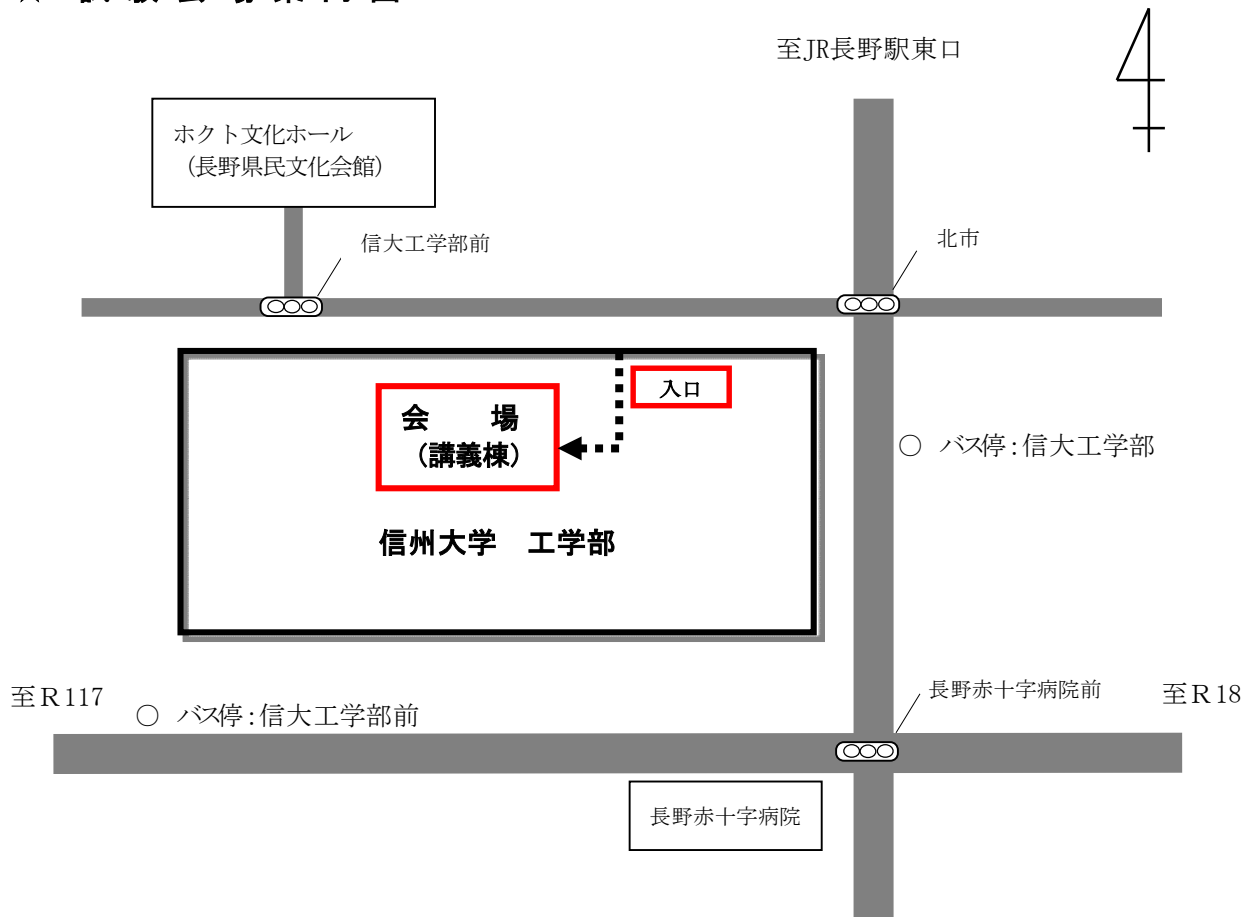 至JR長野駅東口
ホクト文化ホール
（長野県民文化会館）
信大工学部前
北市
入口
会　場
（講義棟）
○ バス停：信大工学部
信州大学　工学部
至R117
○ バス停：信大工学部前
長野赤十字病院前
至R18
長野赤十字病院